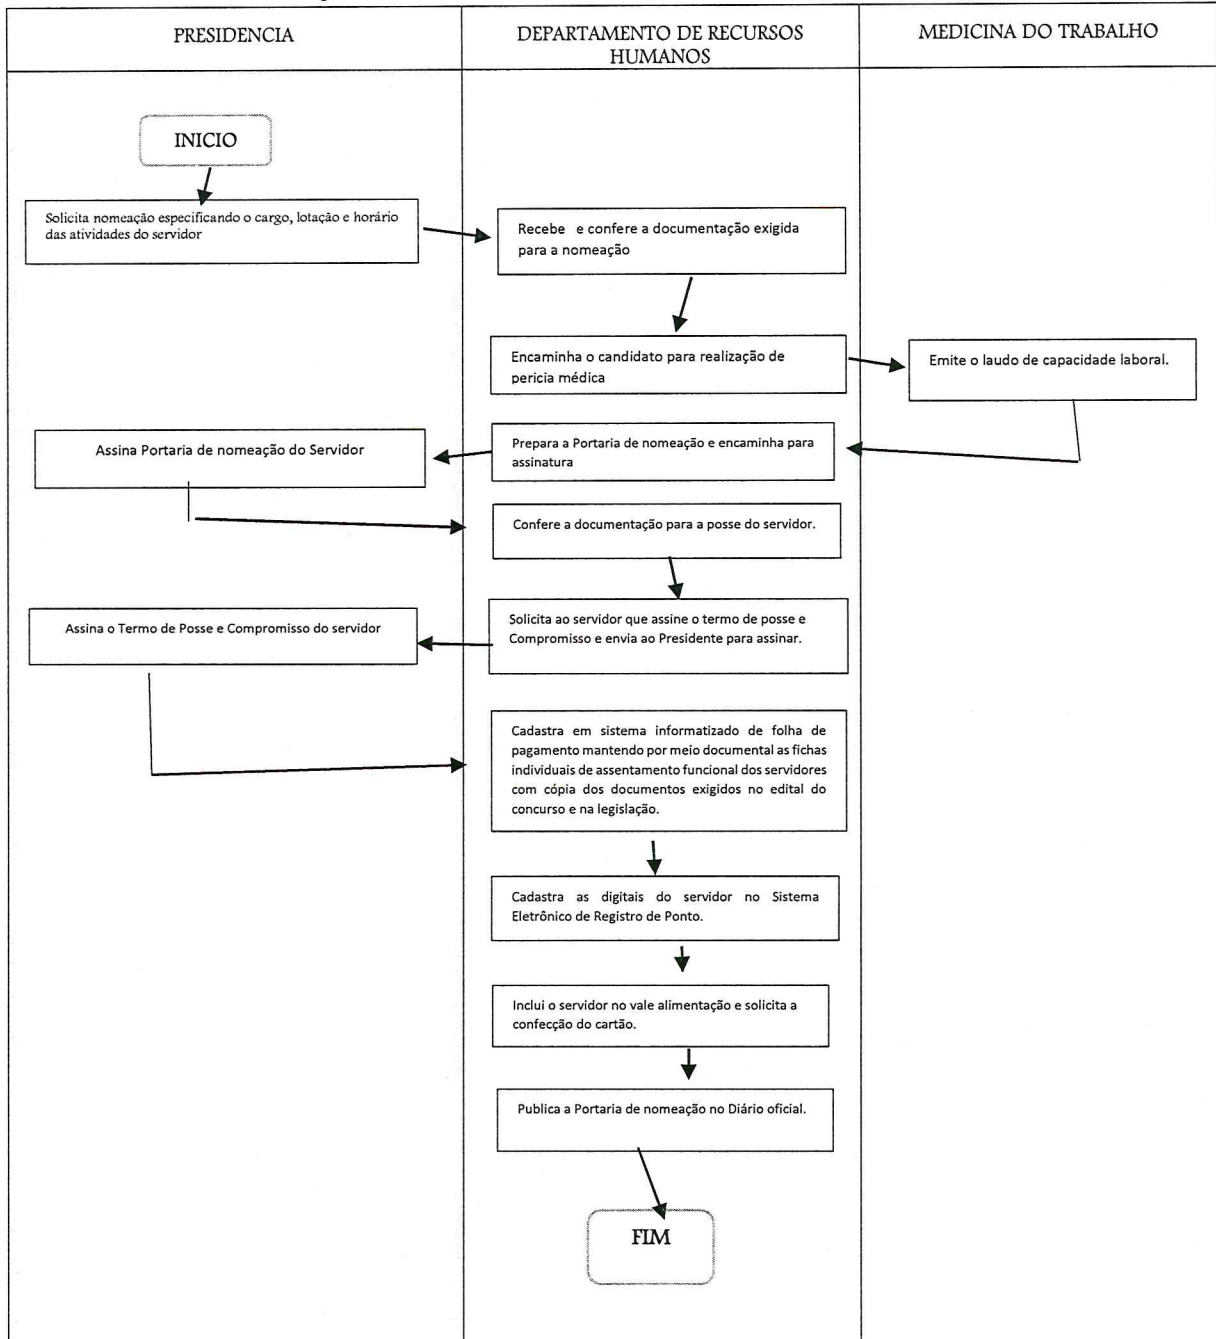 PRESIDENCIA
DEPARTAMENTO DE RECURSOS
HUMANOS
MEDICINA DO TRABALHO
INICIO
Solicita nomeação especificando o cargo, lotação e horário
das atividades do servidor
Recebe e confere a documentação exigida
para a nomeação
Encaminha o candidato para realização de
pericia médica
Emite o laudo de capacidade laboral.
Assina Portaria de nomeação do Servidor
Prepara a Portaria de nomeação e encaminha para
assinatura
Confere a documentação para a posse do servidor.
Assina o Termo de Posse e Compromisso do servidor
Solicita ao servidor que assine o termo de posse e
Compromisso e envia ao Presidente para assinar.
Cadastra em sistema informatizado de folha de
pagamento mantendo por meio documental as fichas
individuais de assentamento funcional dos servidores
com cópia dos documentos exigidos no edital do
concurso e na legislação.
Cadastra as digitais do servidor no Sistema
Eletrônico de Registro de Ponto.
Inclui o servidor no vale alimentação e solicita a
confecção do cartão.
Publica a Portaria de nomeação no Diário oficial.
FIM